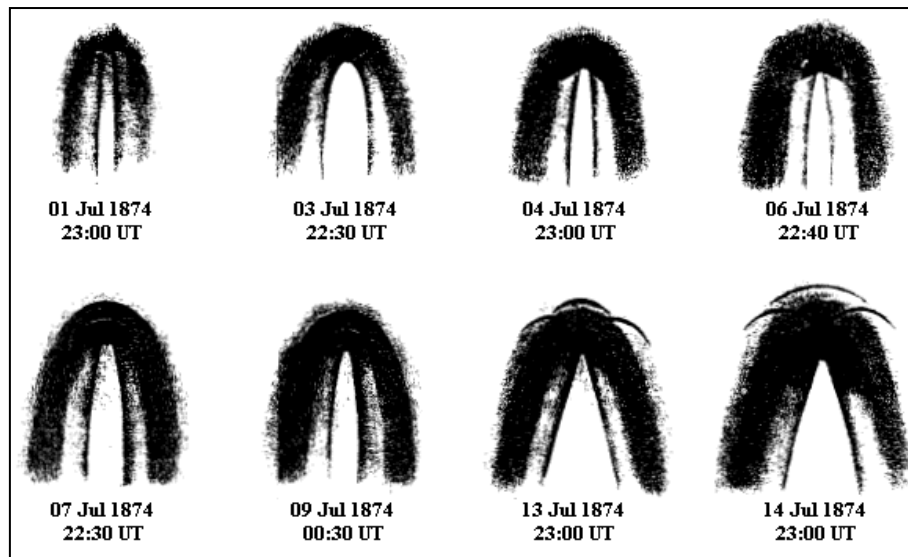 01 Jul 1874
23:00 UT
03 Jul 1874
22:30 UT
04 Jul 1874
23:00 UT
06 Jul 1874
22:40 UT
07 Jul 1874
22:30 UT
09 Jul 1874
00:30 UT
13 Jul 1874
23:00 UT
14 Jul 1874
23:00 UT